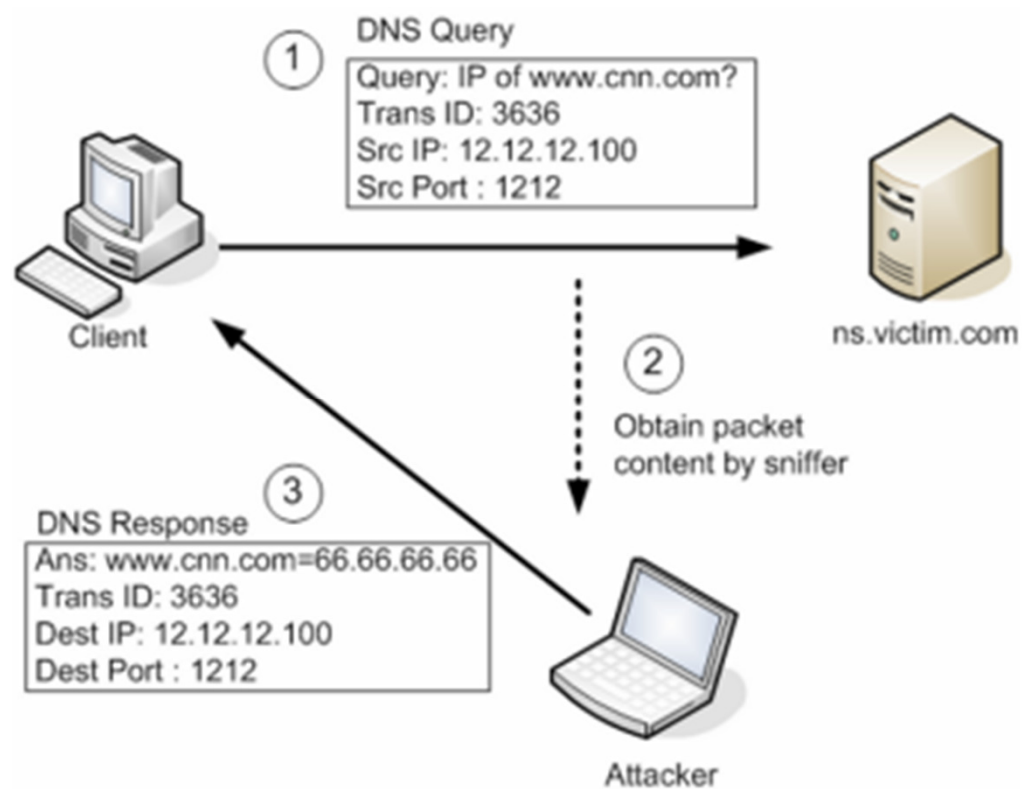 DNS Query
1
Query: IP of www.cnn.com?
Trans ID: 3636
Src IP: 12.12.12.100
Src Port : 1212
Client
ns.victim.com
2
Obtain packet
content by sniffer
3
DNS Response
Ans: www.cnn.com=66.66.66.66
Trans ID: 3636
Dest IP: 12.12.12.100
Dest Port : 1212
Attacker